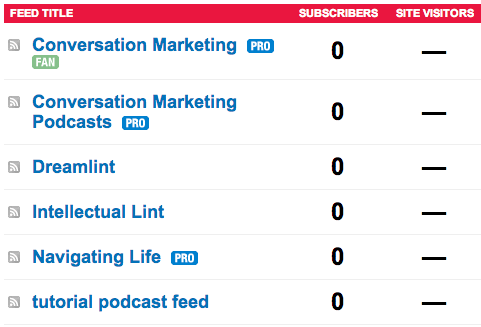 FEED TITLE SUBSCRIBERS SITE VISITORS
Conversation Marketing PRO 0 —
FAN
Conversation Marketing
Podcasts PRO 0 —
Dreamlint 0 —
Intellectual Lint 0 —
Navigating Life PRO 0 —
tutorial podcast feed 0 —